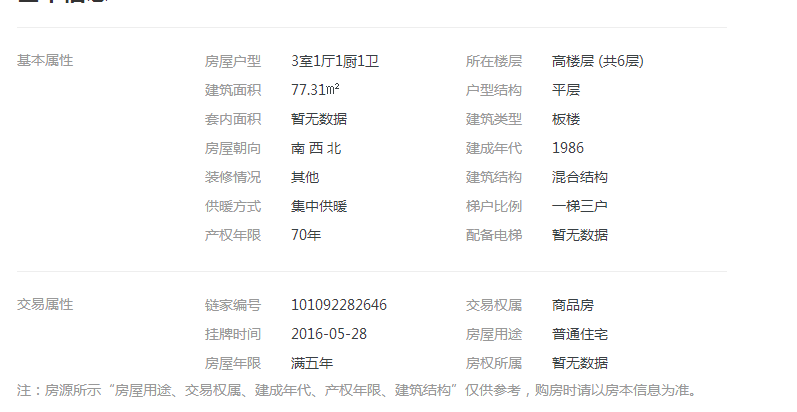 基本属性 房屋户型 3室1厅1厨1卫 所在楼层 高楼层 (共6层)
建筑面积 77.31㎡ 户型结构 平层
套内面积 暂无数据 建筑类型 板楼
房屋朝向 南 西 北 建成年代 1986
装修情况 其他 建筑结构 混合结构
供暖方式 集中供暖 梯户比例 一梯三户
产权年限 70年 配备电梯 暂无数据
交易属性 链家编号 101092282646 交易权属 商品房
挂牌时间 2016-05-28 房屋用途 普通住宅
房屋年限 满五年 房权所属 暂无数据
注：房源所示“房屋用途、交易权属、建成年代、产权年限、建筑结构”仅供参考，购房时请以房本信息为准。